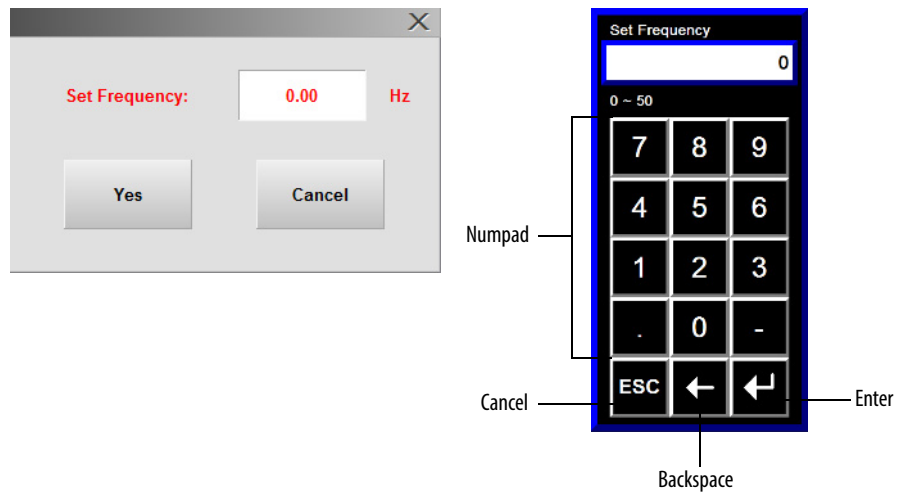 X
Set Frequency: 0.00 Hz
Yes Cancel
Set Frequency
0
0 ~ 50
7 8 9
4 5 6
Numpad
1 2 3
. 0 -
ESC
Cancel
Enter
Backspace